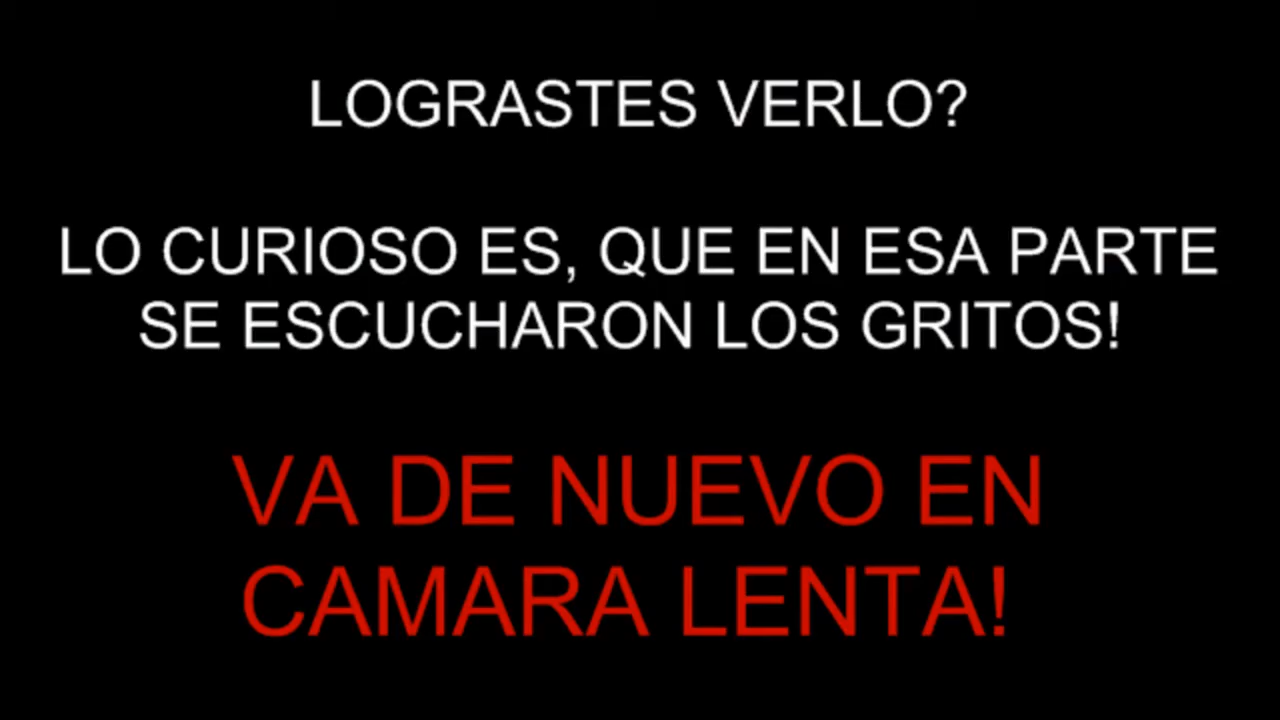 LOGRASTES VERLO?
LO CURIOSO ES, QUE EN ESA PARTE
SE ESCUCHARON LOS GRITOS!
VA DE NUEVO EN
CAMARA LENTA!